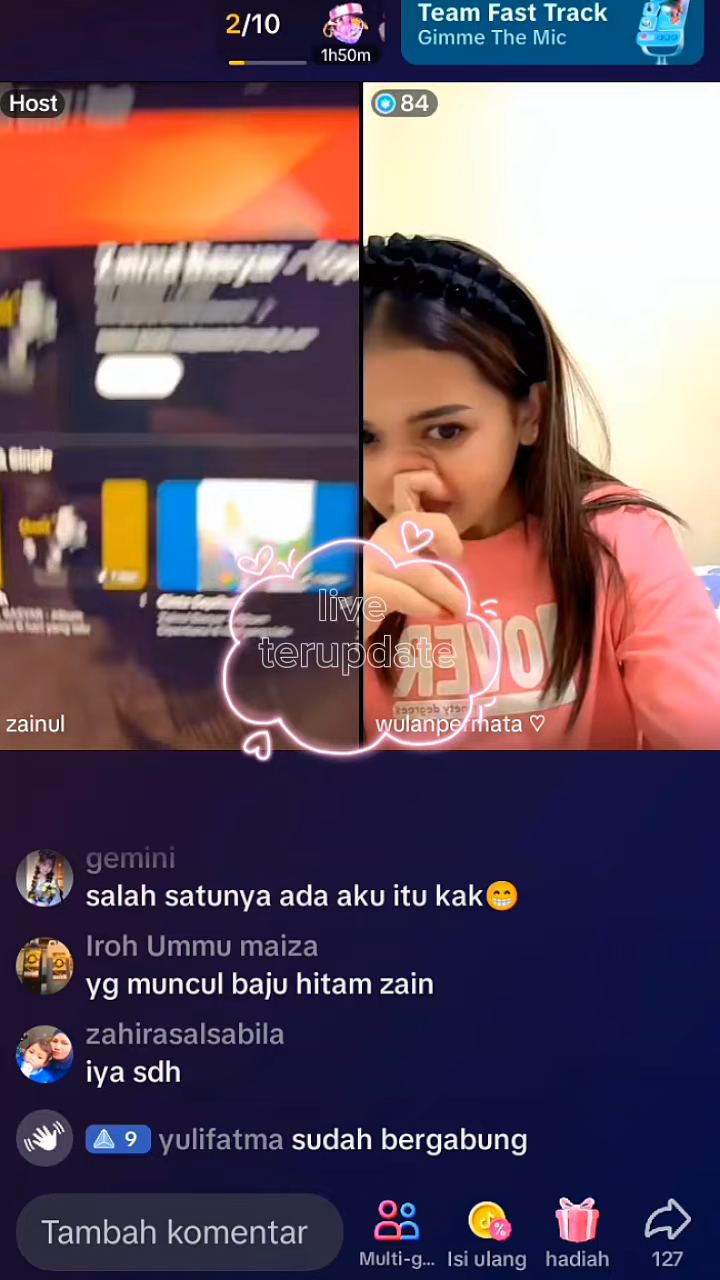 2/10
1h50m
Team Fast Track
Gimme The Mic
Host
84
live
terupdate
LOVER
zainul
wulanpermata ♡
gemini
salah satunya ada aku itu kak😁
Iroh Ummu maiza
yg muncul baju hitam zain
zahirasalsabila
iya sdh
9 yulifatma sudah bergabung
Tambah komentar
Multi-g...
Isi ulang
hadiah
127